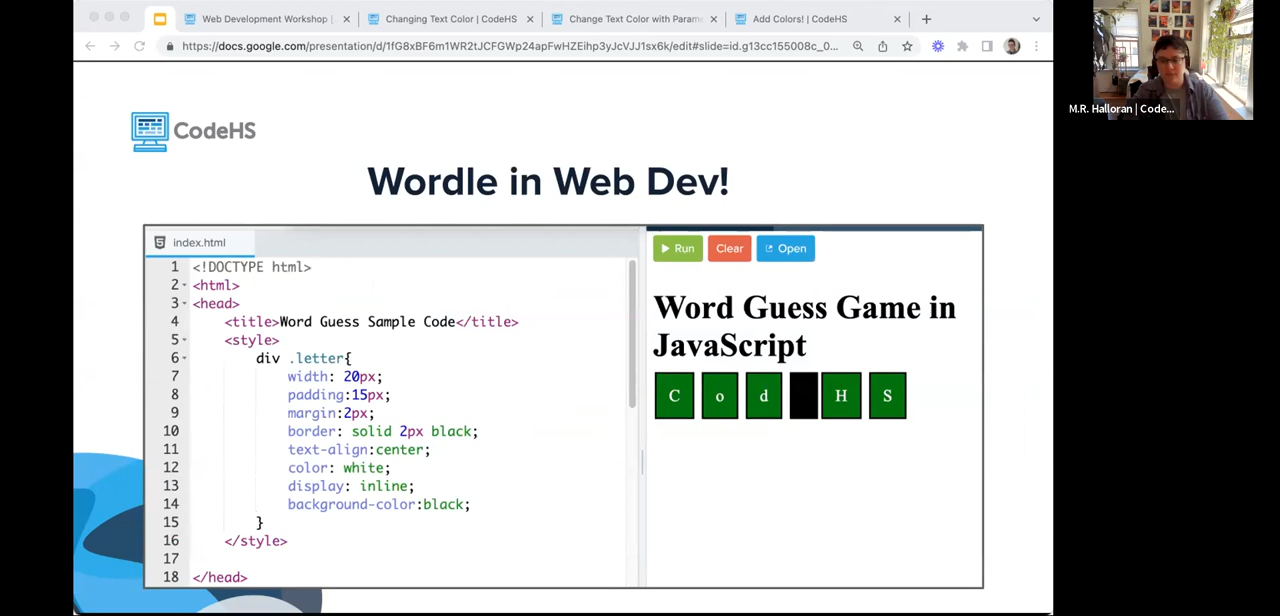 Web Development Workshop |
Changing Text Color | CodeHS
Change Text Color with Parame
Add Colors! | CodeHS
https://docs.google.com/presentation/d/1fG8xBF6m1WR2tJCFGWp24apFwHZEihp3yJcVJJ1sx6k/edit#slide=id.g13cc155008c_0...
M.R. Halloran | Code...
CodeHS
Wordle in Web Dev!
index.html
1 <!DOCTYPE html>
2 <html>
3 <head>
4 <title>Word Guess Sample Code</title>
5 <style>
6 div .letter{
7 width: 20px;
8 padding:15px;
9 margin:2px;
10 border: solid 2px black;
11 text-align:center;
12 color: white;
13 display: inline;
14 background-color:black;
15 }
16 </style>
17
18 </head>
Run Clear Open
Word Guess Game in
JavaScript
C o d H S